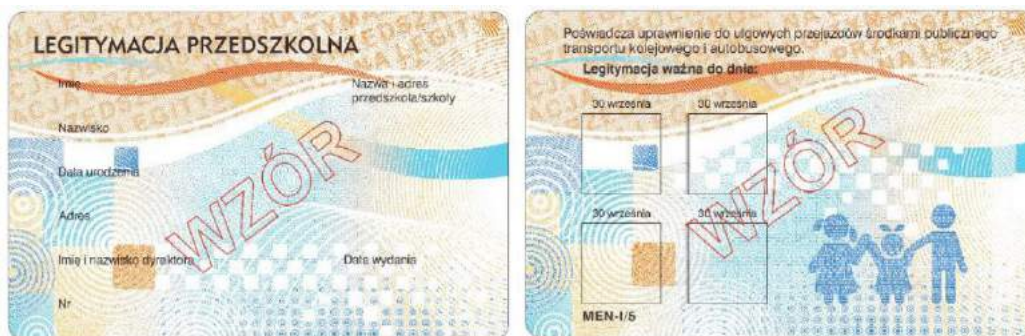 LEGITYMACJA PRZEDSZKOLNA
Imię
Nazwa i adres
przedszkola/szkoły
Nazwisko
Data urodzenia
Adres
Imię i nazwisko dyrektora
Data wydania
Nr
WZÓR
Poświadcza uprawnienie do ulgowych przejazdów środkami publicznego
transportu kolejowego i autobusowego.
Legitymacja ważna do dnia:
30 września
30 września
30 września
30 września
WZÓR
MEN-I/5